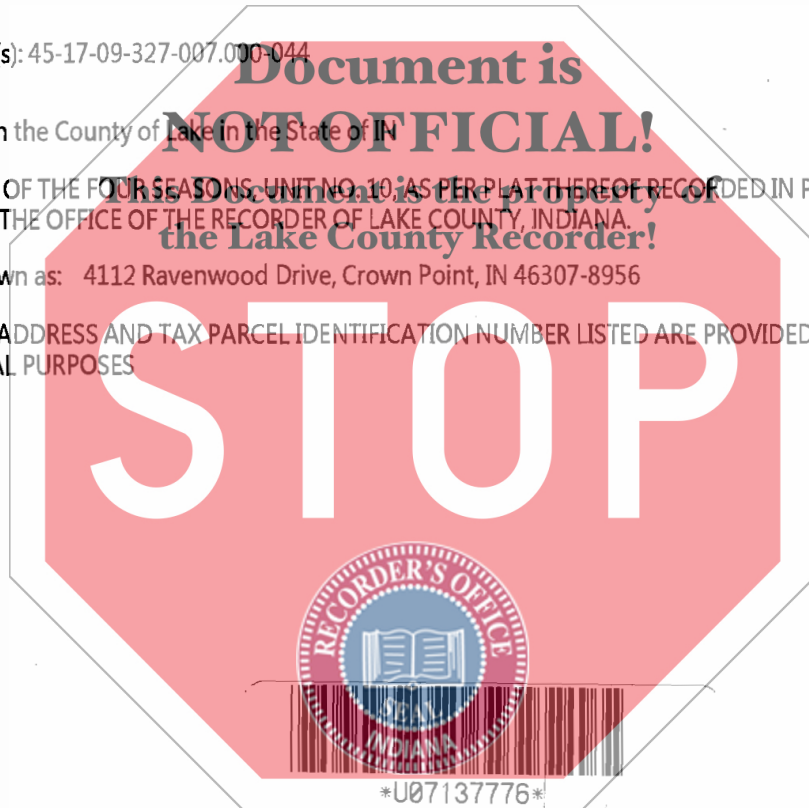 s): 45-17-09-327-007.000-044
Document is
n the County of Lake in the State of IN
NOT OFFICIAL!
OF THE FOUR SEASONS, UNIT NO. 10, AS PER PLAT THEREOF RECORDED IN P
This Document is the property of
THE OFFICE OF THE RECORDER OF LAKE COUNTY, INDIANA.
the Lake County Recorder!
wn as: 4112 Ravenwood Drive, Crown Point, IN 46307-8956
ADDRESS AND TAX PARCEL IDENTIFICATION NUMBER LISTED ARE PROVIDED
AL PURPOSES
STOP
RECORDER'S OFFICE
SEAL
INDIANA
*U07137776*